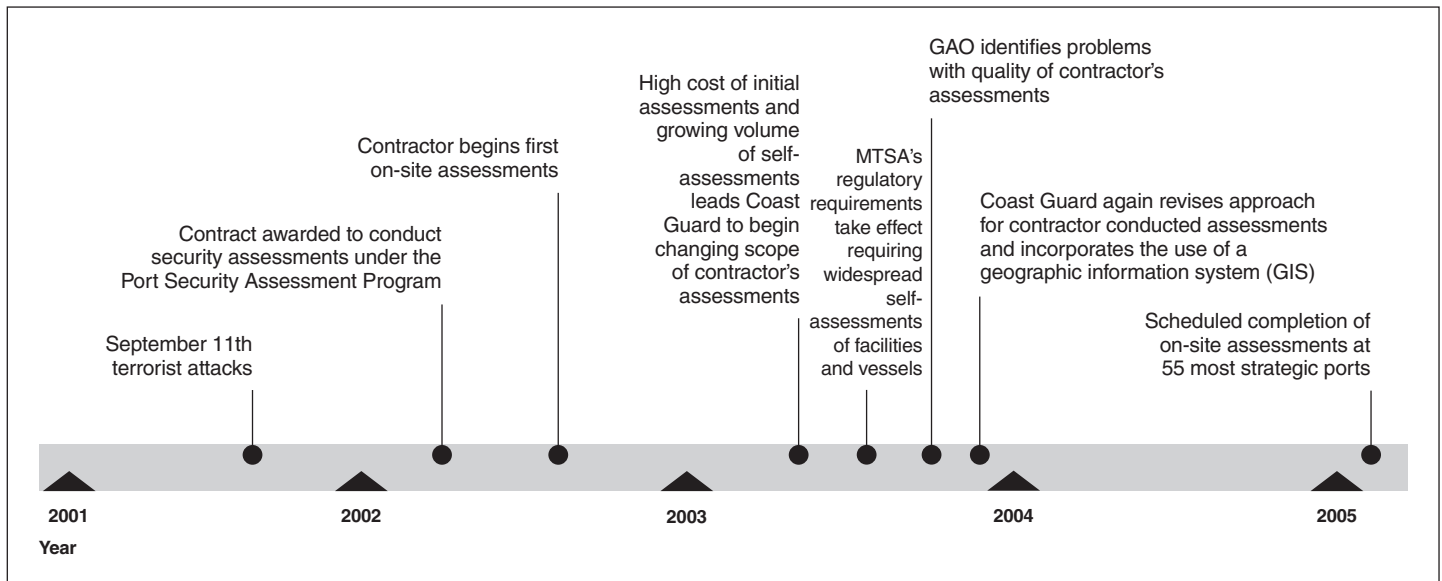 September 11th
terrorist attacks
Contract awarded to conduct
security assessments under the
Port Security Assessment Program
Contractor begins first
on-site assessments
High cost of initial
assessments and
growing volume
of self-
assessments
leads Coast
Guard to begin
changing scope
of contractor's
assessments
MTSA's
regulatory
requirements
take effect
requiring
widespread
self-
assessments
of facilities
and vessels
GAO identifies problems
with quality of contractor's
assessments
Coast Guard again revises approach
for contractor conducted assessments
and incorporates the use of a
geographic information system (GIS)
Scheduled completion of
on-site assessments at
55 most strategic ports
2001 2002 2003 2004 2005
Year